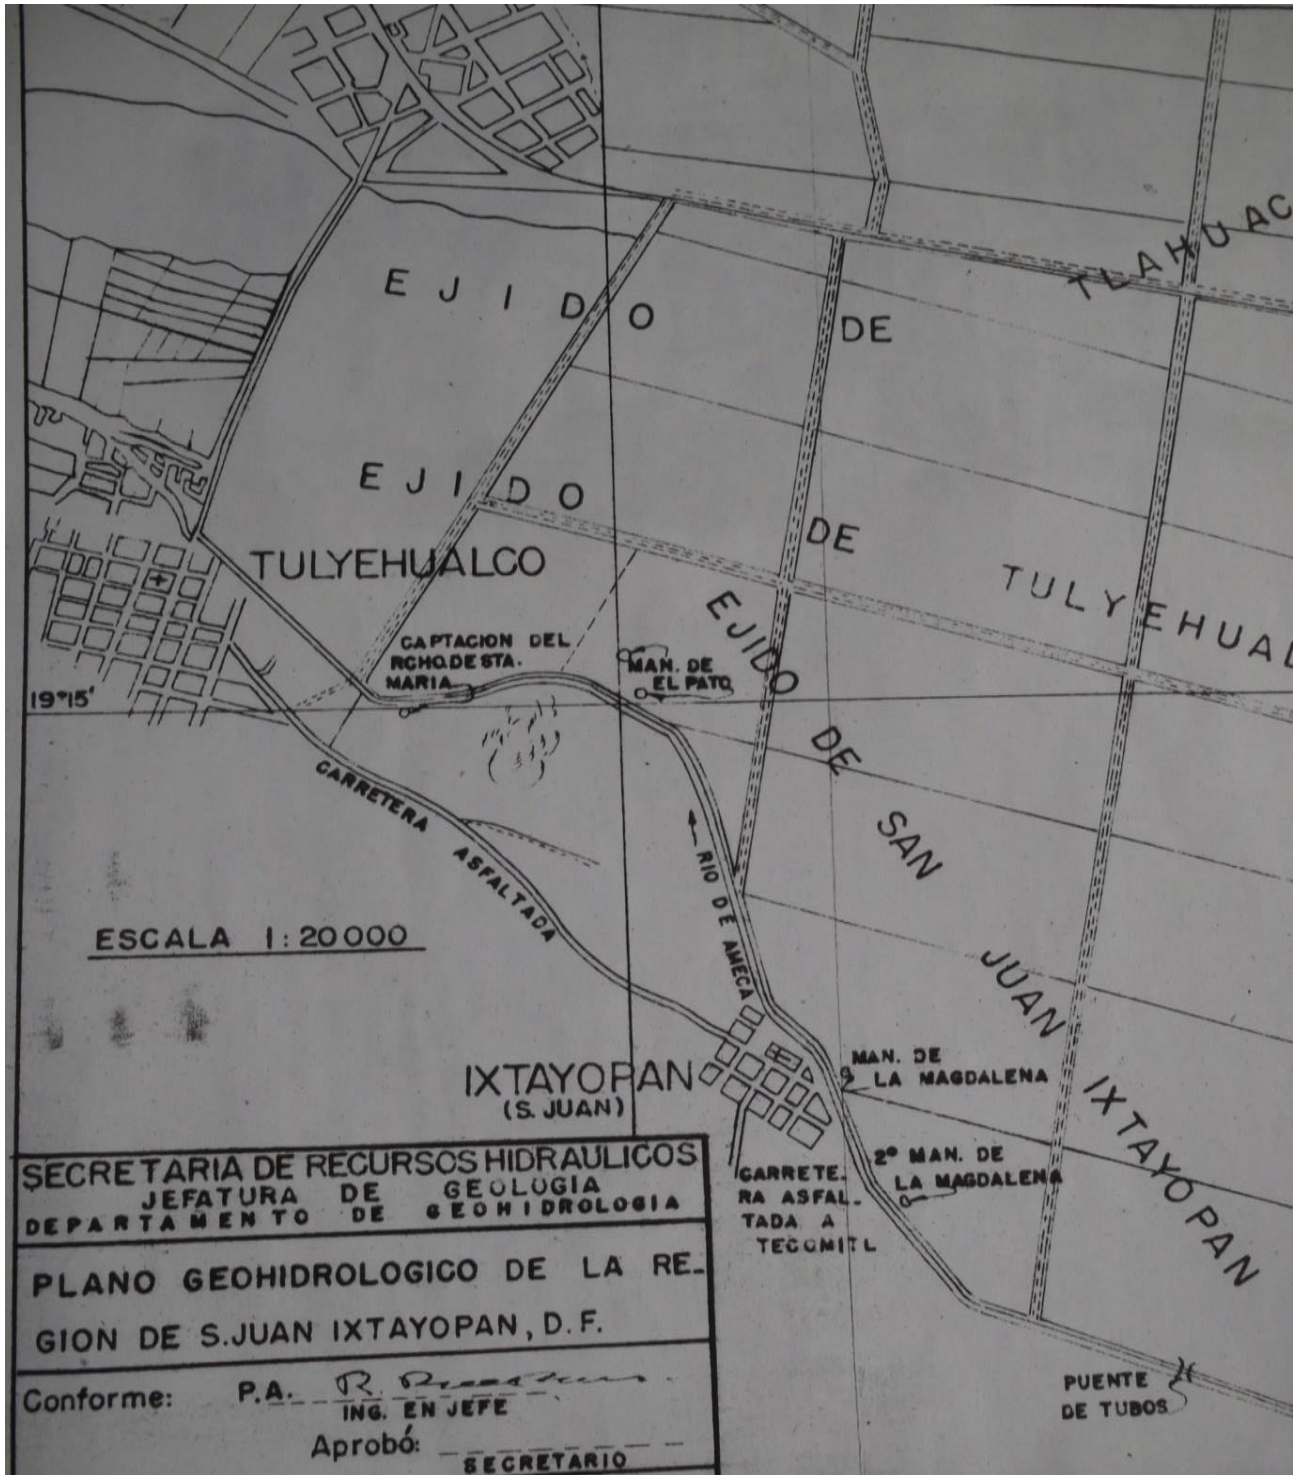 TLAHUAC
EJIDO DE
EJIDO DE
TULYEHUALCO
TULYEHUAL
CAPTACION DEL
RCHO. DE STA.
MARIA
MAN. DE
EL PATO
EJIDO DE SAN JUAN IXTAYOPAN
19°15'
CARRETERA ASFALTADA
RIO DE AMECA
ESCALA 1:20000
IXTAYOPAN
(S. JUAN)
MAN. DE
LA MAGDALENA
2º MAN. DE
LA MAGDALENA
CARRETE-
RA ASFAL-
TADA A
TECOMITL
PUENTE
DE TUBOS
SECRETARIA DE RECURSOS HIDRAULICOS
JEFATURA DE GEOLOGIA
DEPARTAMENTO DE GEOHIDROLOGIA
PLANO GEOHIDROLOGICO DE LA RE-
GION DE S. JUAN IXTAYOPAN, D.F.
Conforme: P.A.
ING. EN JEFE
Aprobó:
SECRETARIO